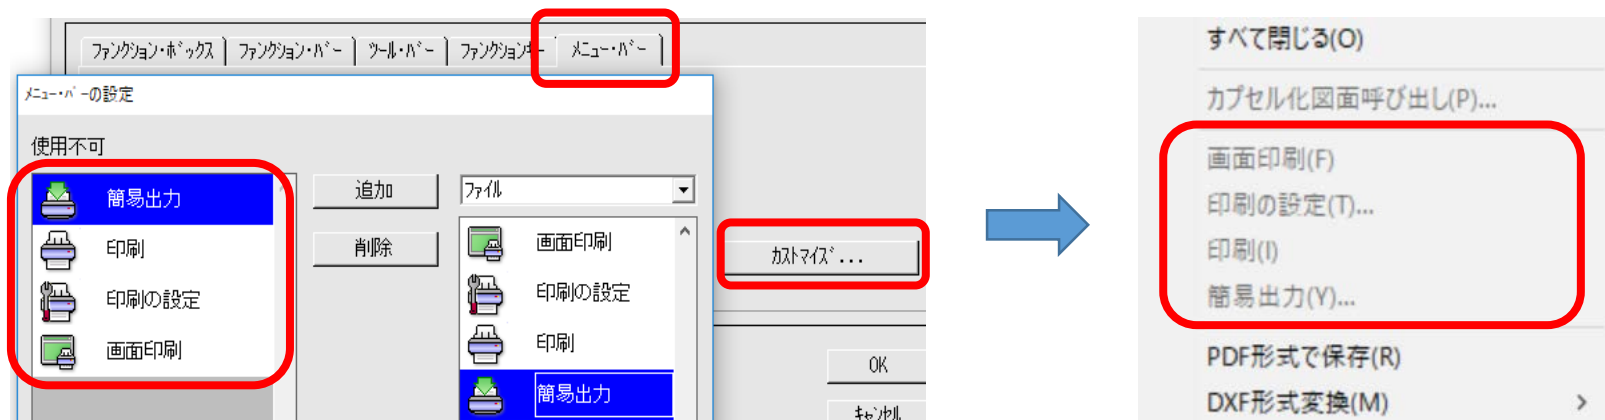 ファンクション・ボックス ファンクション・バー ツール・バー ファンクションキー メニュー・バー
メニュー・バーの設定
使用不可
簡易出力
印刷
印刷の設定
画面印刷
追加
削除
ファイル
画面印刷
印刷の設定
印刷
簡易出力
カスタマイズ...
OK
キャンセル
すべて閉じる(O)
カプセル化図面呼び出し(P)...
画面印刷(F)
印刷の設定(T)...
印刷(I)
簡易出力(Y)...
PDF形式で保存(R)
DXF形式変換(M) >